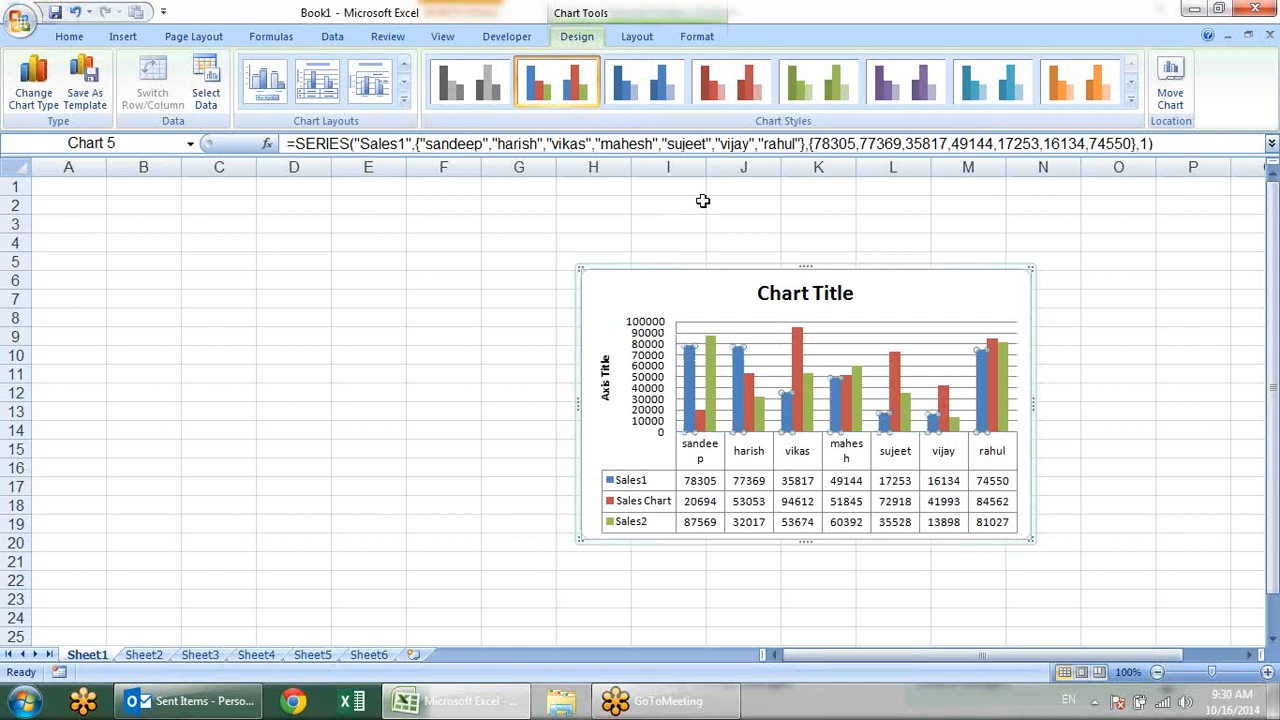 Book1 - Microsoft Excel
Chart Tools
Home Insert Page Layout Formulas Data Review View Developer Design Layout Format
Change Chart Type
Save As Template
Switch Row/Column
Select Data
Move Chart
Type Data Chart Layouts Chart Styles Location
Chart 5 fx =SERIES("Sales1",{"sandeep","harish","vikas","mahesh","sujeet","vijay","rahul"},{78305,77369,35817,49144,17253,16134,74550},1)
A B C D E F G H I J K L M N O P
1
2
3
4
5
6
7
8
9
10
11
12
13
14
15
16
17
18
19
20
21
22
23
24
25
Chart Title
Axis Title
100000
90000
80000
70000
60000
50000
40000
30000
20000
10000
0
sandeep harish vikas mahesh sujeet vijay rahul
Sales1 78305 77369 35817 49144 17253 16134 74550
Sales Chart 20694 53053 94612 51845 72918 41993 84562
Sales2 87569 32017 53674 60392 35528 13898 81027
Sheet1 Sheet2 Sheet3 Sheet4 Sheet5 Sheet6
Ready 100%
Sent Items - Perso... Microsoft Excel - ... GoToMeeting EN 9:30 AM
10/16/2014